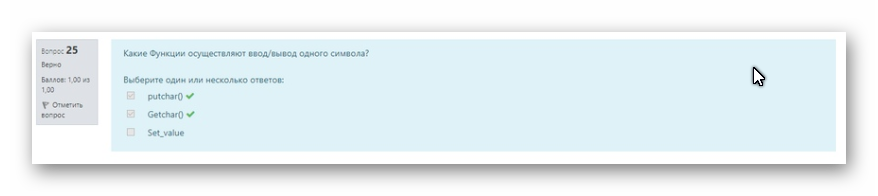 Вопрос 25
Верно
Баллов: 1,00 из
1,00
Отметить
вопрос
Какие Функции осуществляют ввод/вывод одного символа?
Выберите один или несколько ответов:
putchar()
Getchar()
Set_value